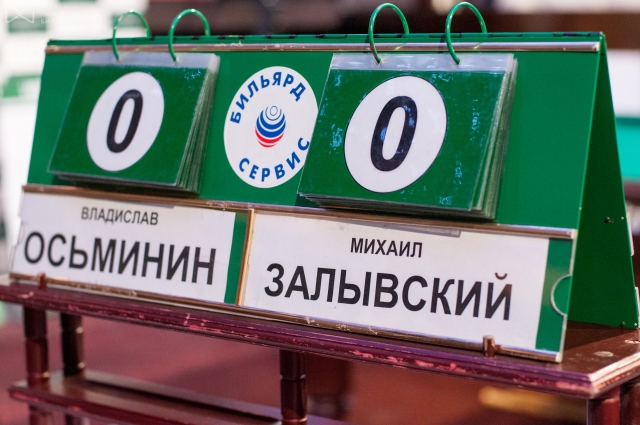 0
БИЛЬЯРД
СЕРВИС
0
ВЛАДИСЛАВ
ОСЬМИНИН
МИХАИЛ
ЗАЛЫВСКИЙ